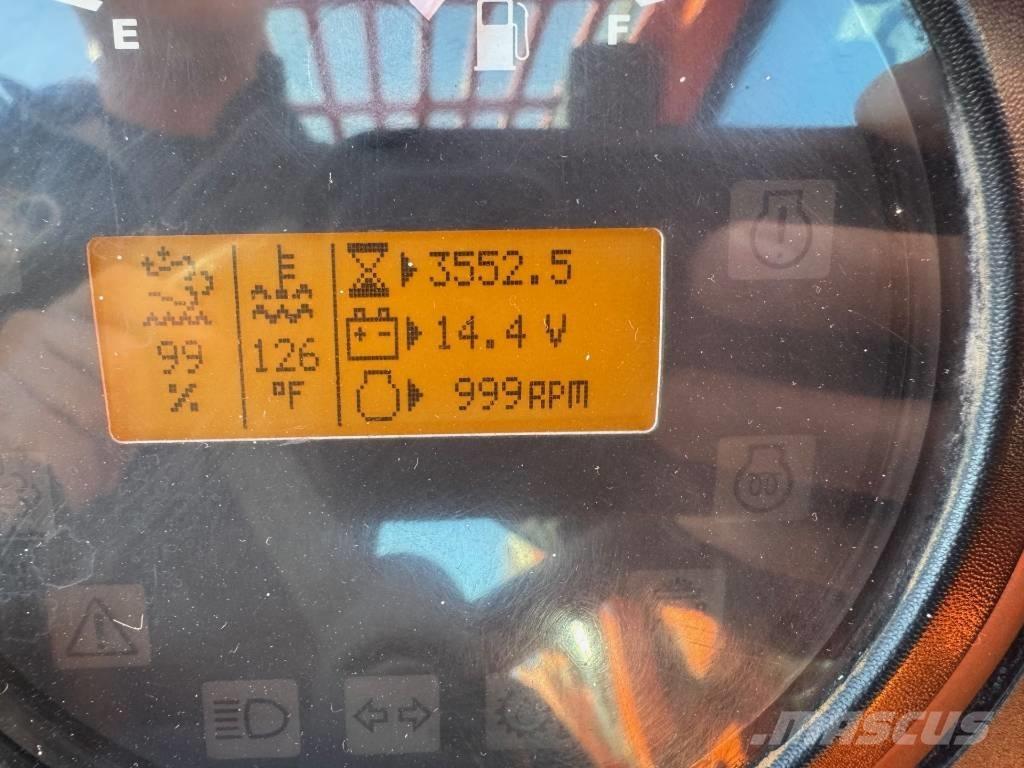 E F
3552.5
14.4 V
99 126
% °F 999RPM
MASCUS